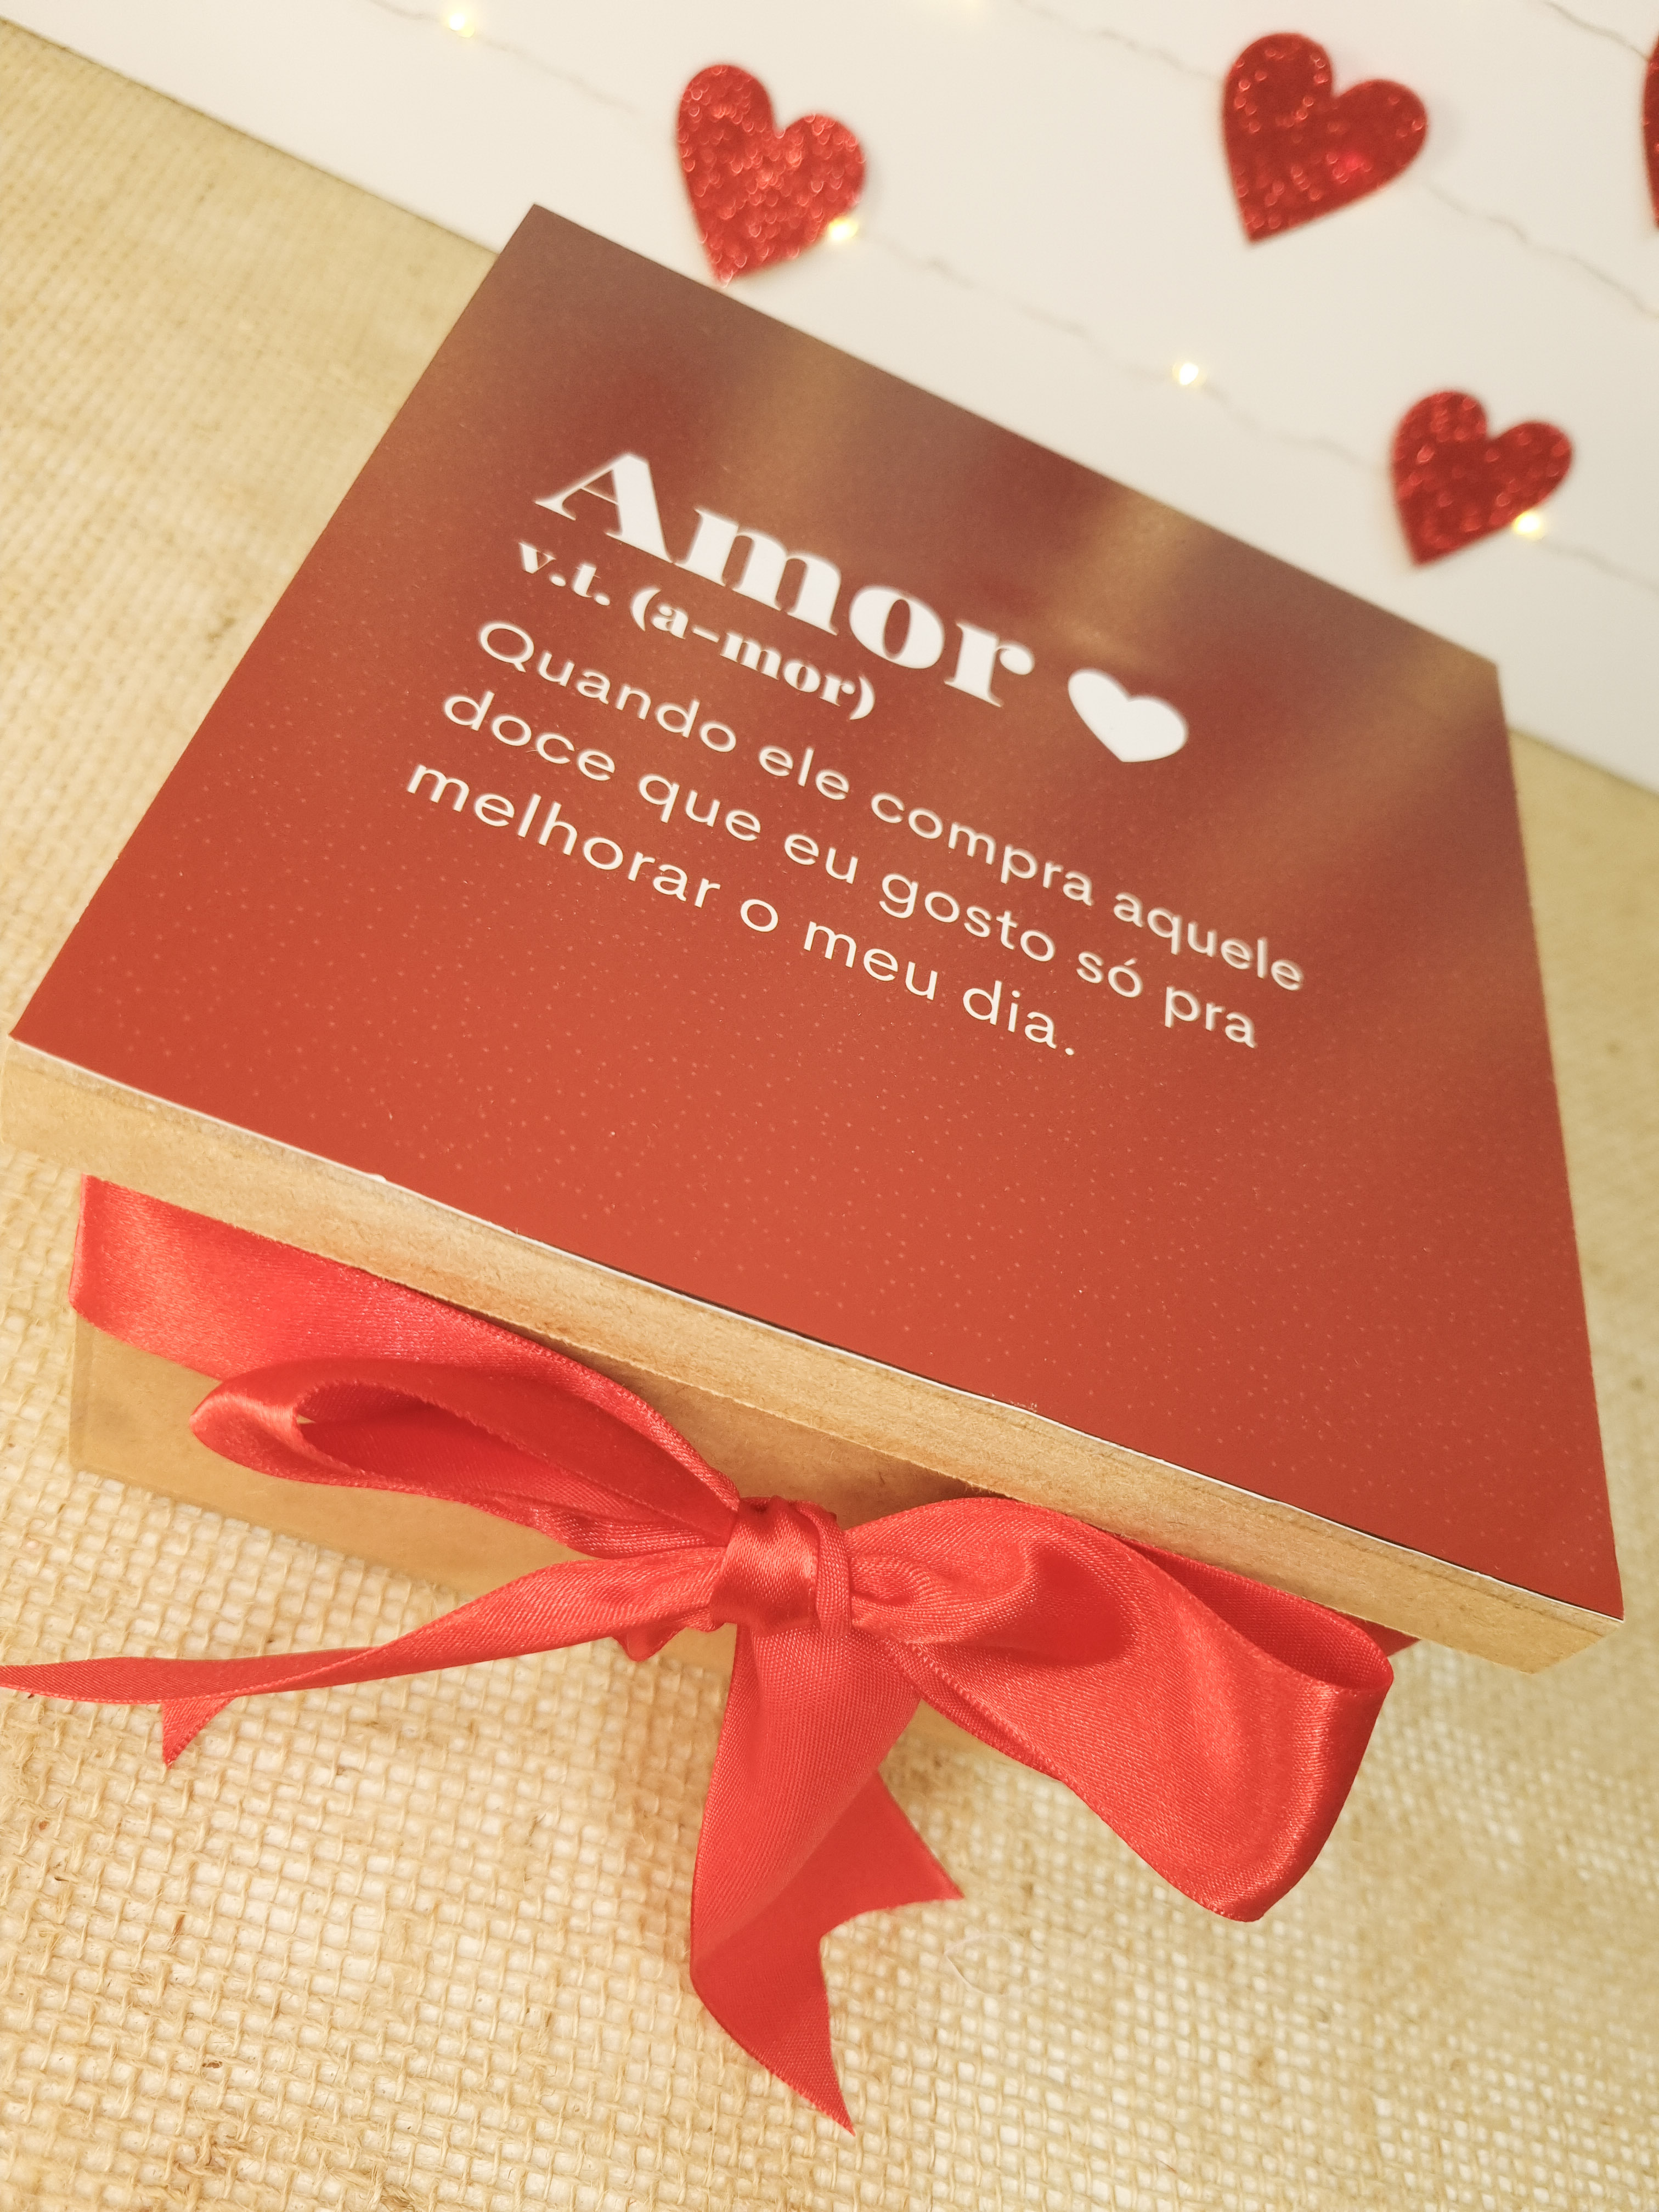 Amor
v.t. (a-mor)
Quando ele compra aquele
doce que eu gosto só pra
melhorar o meu dia.